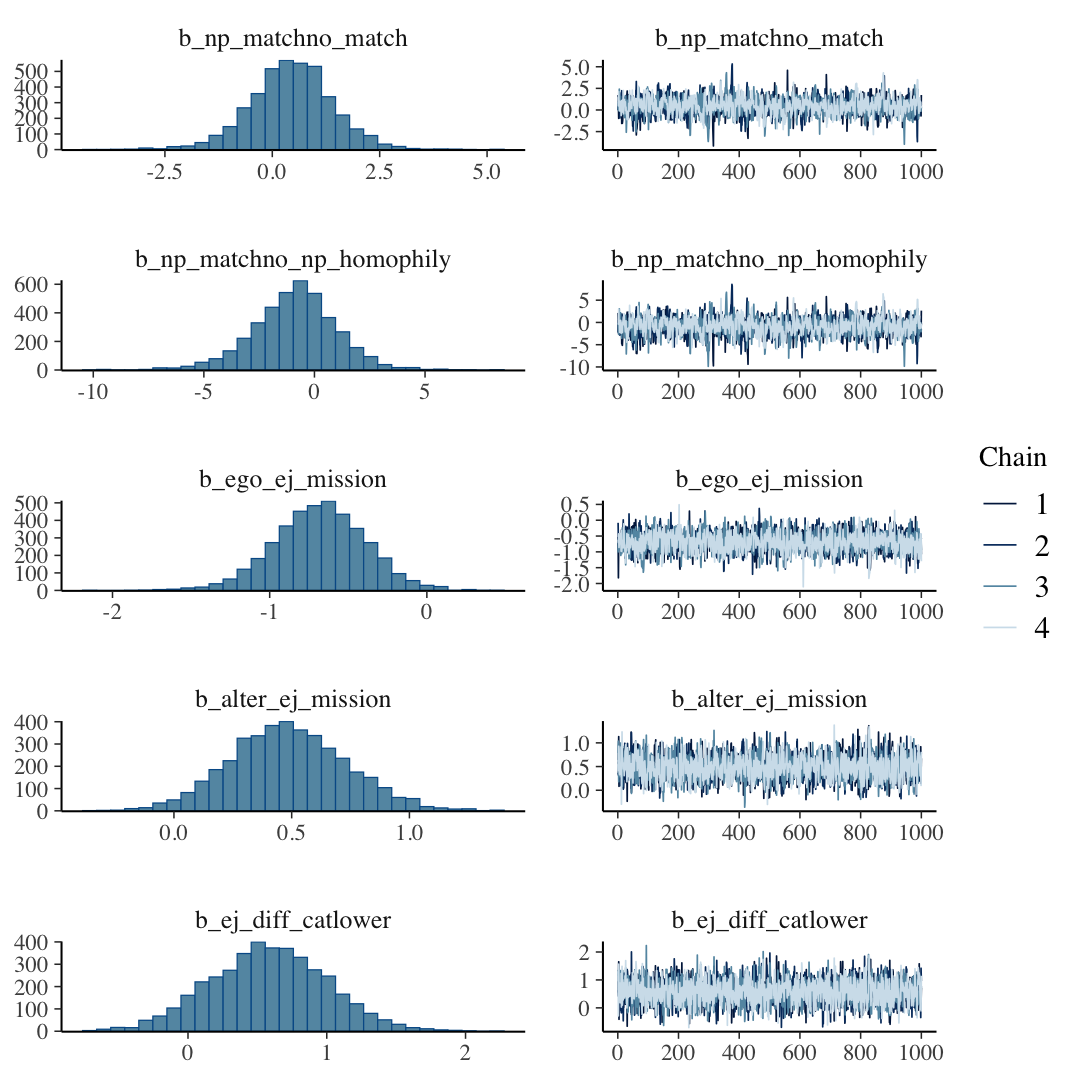 b_np_matchno_match
500
400
300
200
100
0
-2.5 0.0 2.5 5.0
b_np_matchno_match
5.0
2.5
0.0
-2.5
0 200 400 600 800 1000
b_np_matchno_np_homophily
600
400
200
0
-10 -5 0 5
b_np_matchno_np_homophily
5
0
-5
-10
0 200 400 600 800 1000
b_ego_ej_mission
500
400
300
200
100
0
-2 -1 0
b_ego_ej_mission
0.5
0.0
-0.5
-1.0
-1.5
-2.0
0 200 400 600 800 1000
b_alter_ej_mission
400
300
200
100
0
0.0 0.5 1.0
b_alter_ej_mission
1.0
0.5
0.0
0 200 400 600 800 1000
b_ej_diff_catlower
400
300
200
100
0
0 1 2
b_ej_diff_catlower
2
1
0
0 200 400 600 800 1000
Chain
1
2
3
4